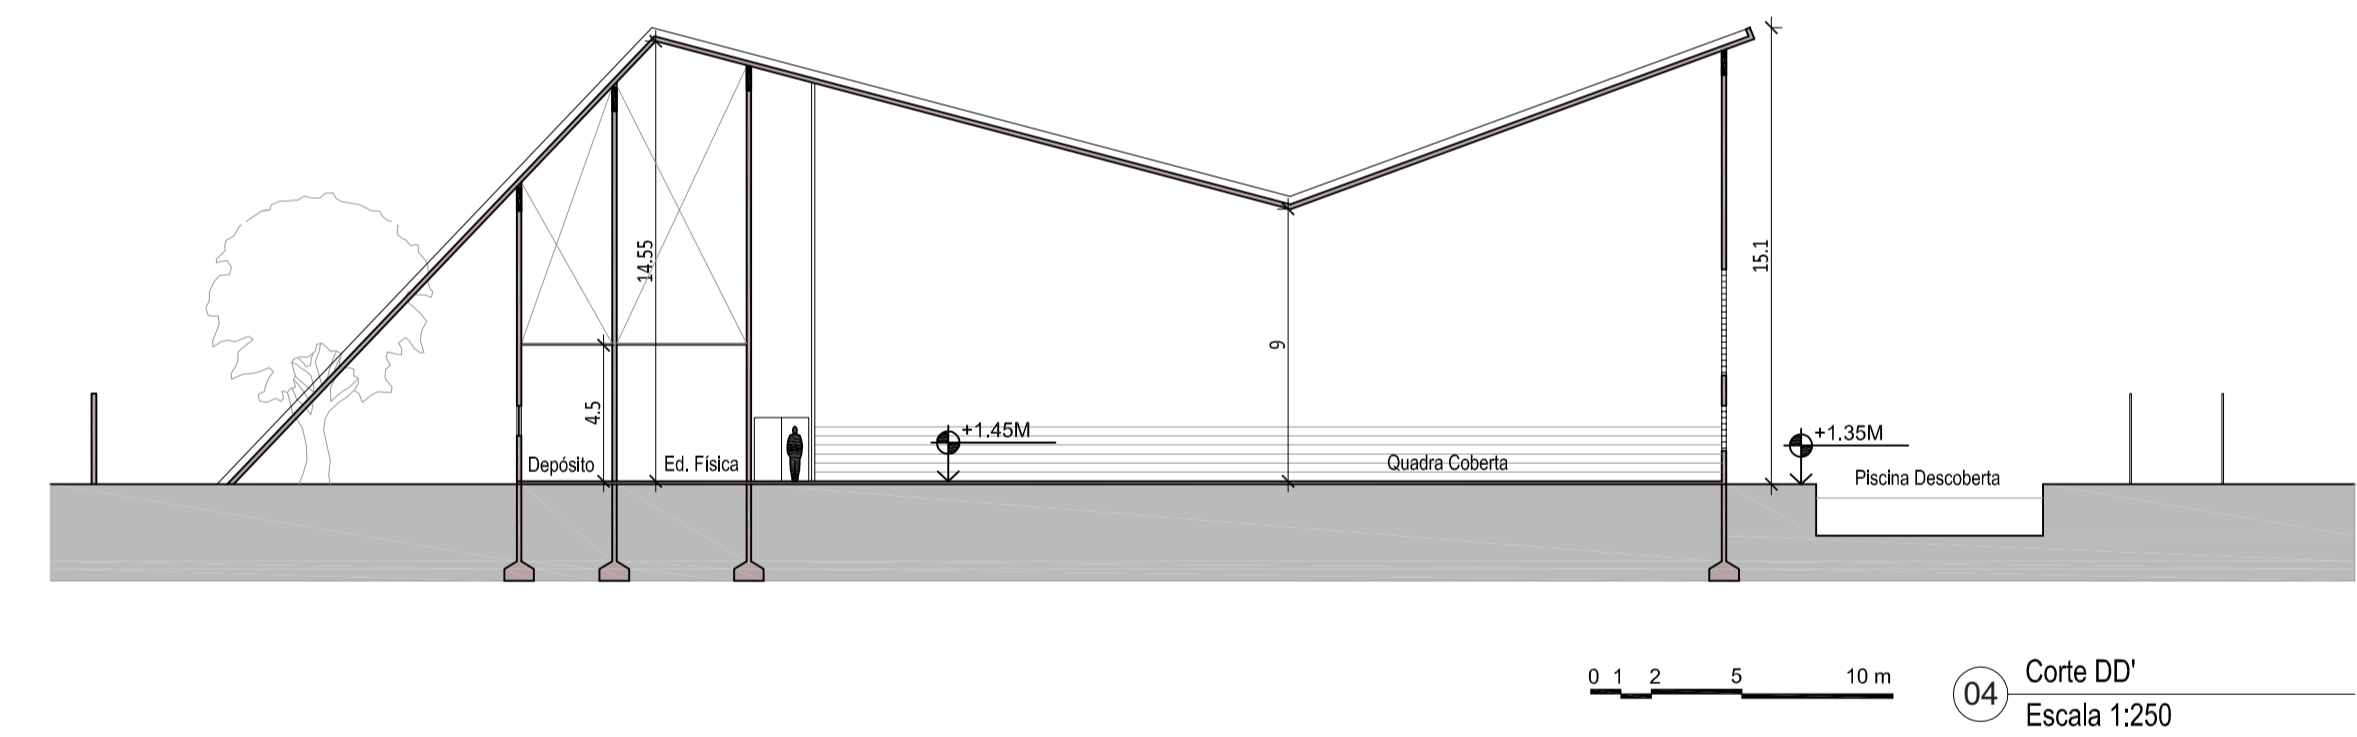 14.55
15.1
9
4.5
+1.45M
+1.35M
Depósito
Ed. Física
Quadra Coberta
Piscina Descoberta
0 1 2 5 10 m
04
Corte DD'
Escala 1:250